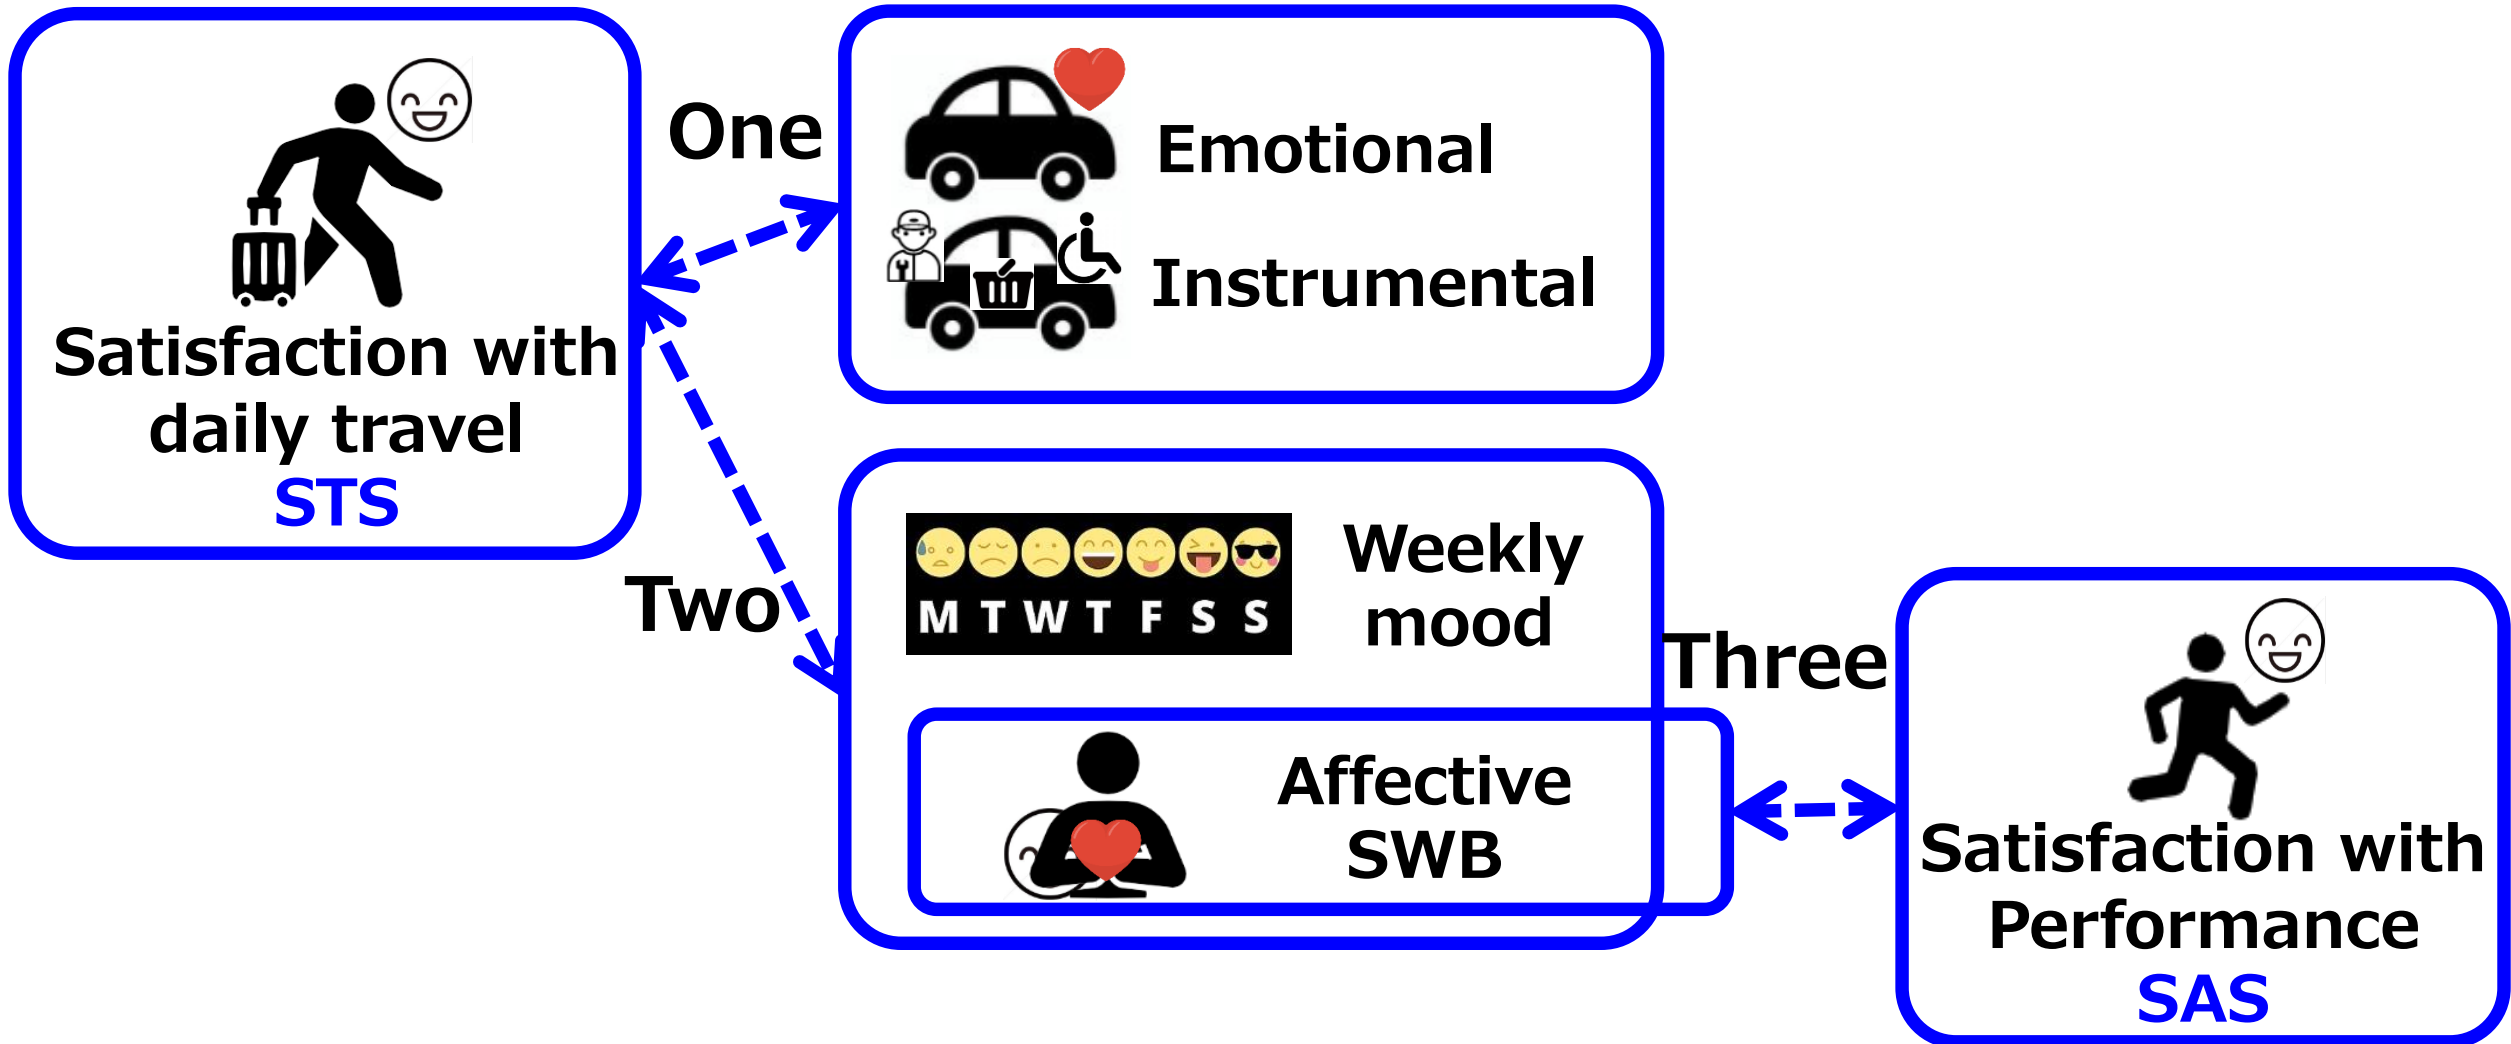 Satisfaction with
daily travel
STS
One
Emotional
Instrumental
Two
M T W T F S S
Weekly
mood
Affective
SWB
Three
Satisfaction with
Performance
SAS